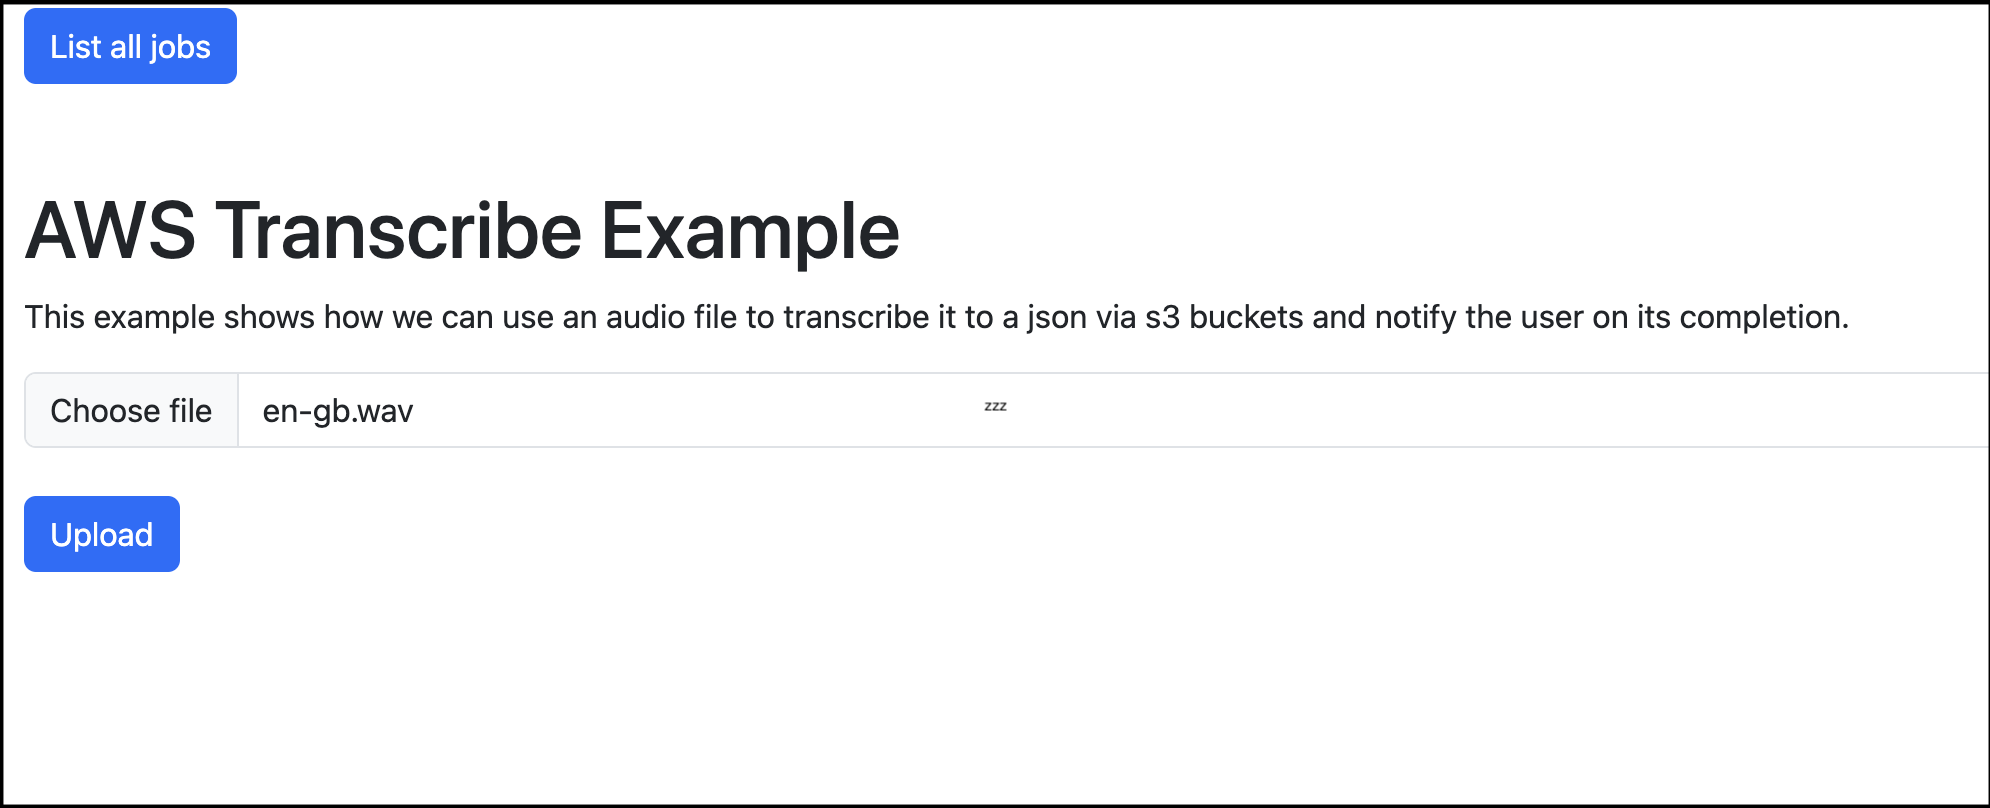 List all jobs
AWS Transcribe Example
This example shows how we can use an audio file to transcribe it to a json via s3 buckets and notify the user on its completion.
Choose file en-gb.wav zzz
Upload